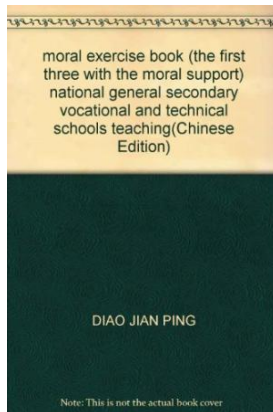 moral exercise book (the first
three with the moral support)
national general secondary
vocational and technical
schools teaching(Chinese
Edition)
DIAO JIAN PING
Note: This is not the actual book cover